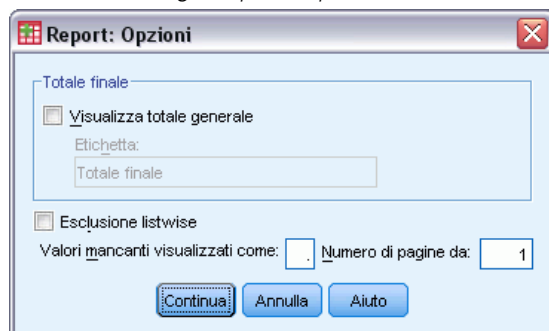 Report: Opzioni
Totale finale
Visualizza totale generale
Etichetta:
Totale finale
Esclusione listwise
Valori mancanti visualizzati come: . Numero di pagine da: 1
Continua Annulla Aiuto